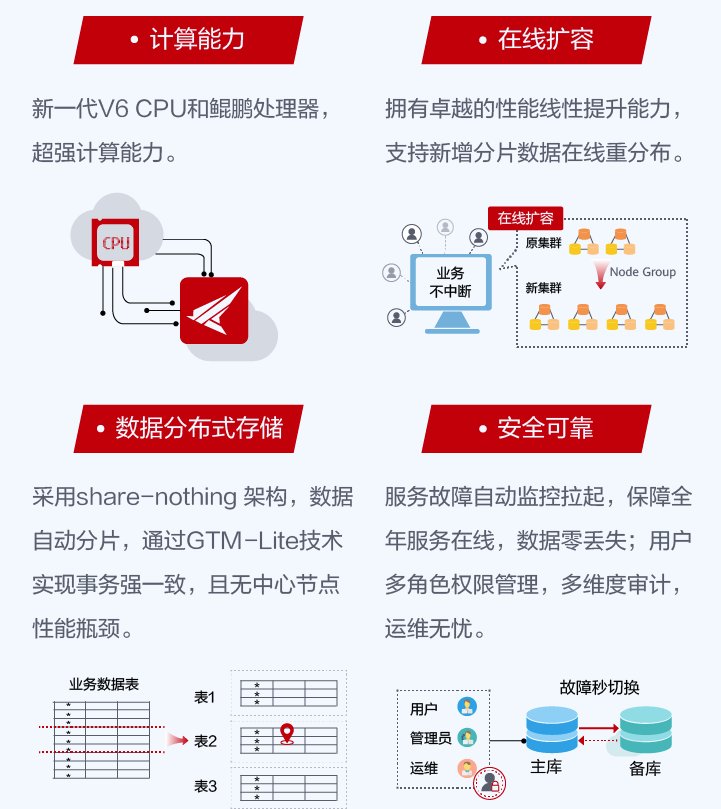 • 计算能力
新一代V6 CPU和鲲鹏处理器，
超强计算能力。
CPU
• 在线扩容
拥有卓越的性能线性提升能力，
支持新增分片数据在线重分布。
在线扩容
业务
不中断
原集群
Node Group
新集群
• 数据分布式存储
采用share-nothing 架构，数据
自动分片，通过GTM-Lite技术
实现事务强一致，且无中心节点
性能瓶颈。
业务数据表
*
*
*
*
*
*
*
表1
*
*
*
表2
*
*
*
表3
*
*
*
• 安全可靠
服务故障自动监控拉起，保障全
年服务在线，数据零丢失；用户
多角色权限管理，多维度审计，
运维无忧。
用户
管理员
运维
故障秒切换
主库
备库